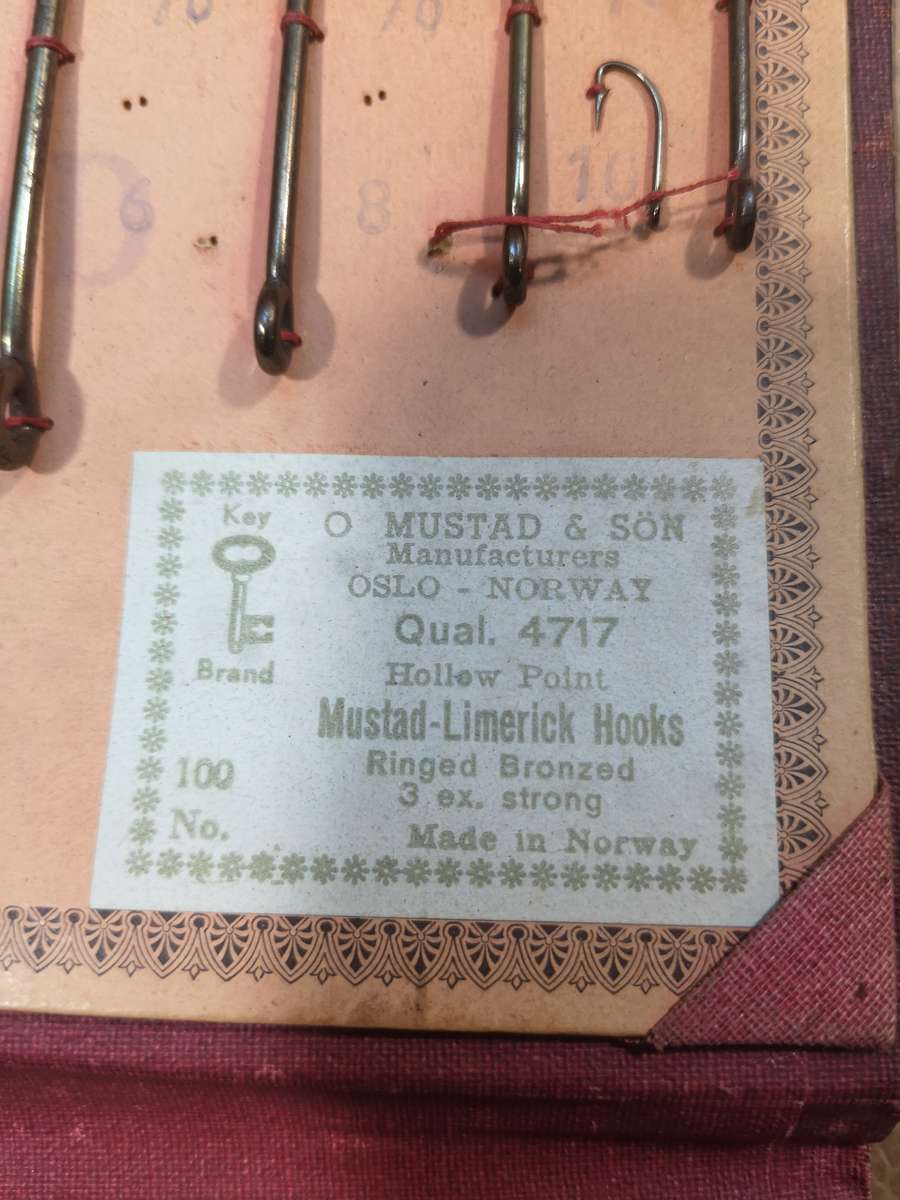 6
8
10
Key
Brand
O MUSTAD & SÖN
Manufacturers
OSLO - NORWAY
Qual. 4717
Hollow Point
Mustad-Limerick Hooks
Ringed Bronzed
3 ex. strong
100
No.
Made in Norway